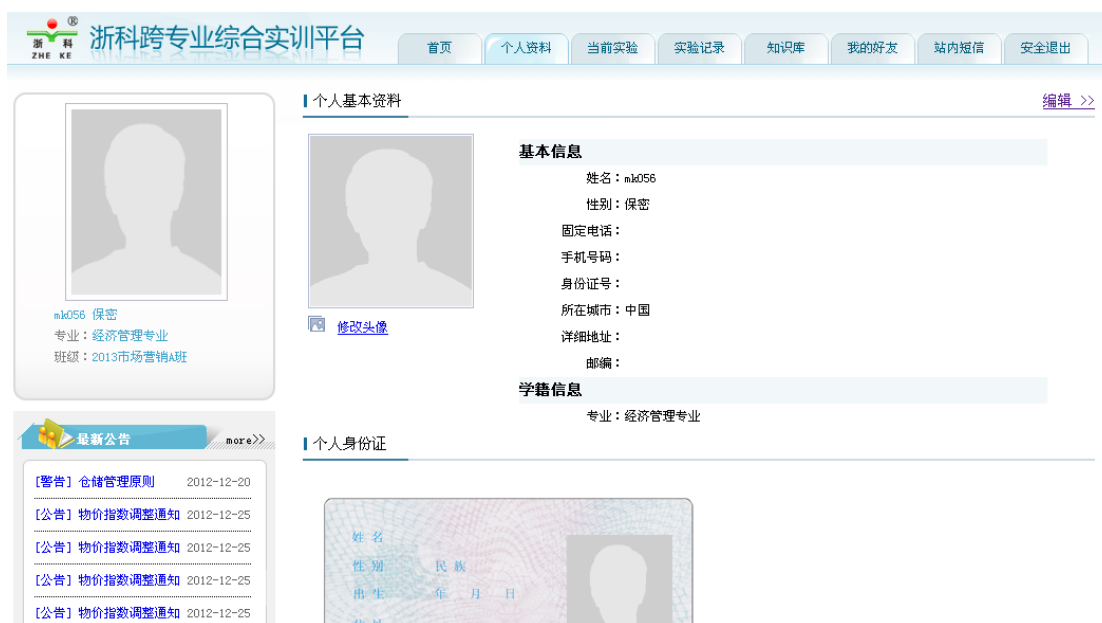 浙科 ZHE KE ® 浙科跨专业综合实训平台
首页 个人资料 当前实验 实验记录 知识库 我的好友 站内短信 安全退出
mk056 保密
专业：经济管理专业
班级：2013市场营销A班
最新公告 more>>
[警告] 仓储管理原则 2012-12-20
[公告] 物价指数调整通知 2012-12-25
[公告] 物价指数调整通知 2012-12-25
[公告] 物价指数调整通知 2012-12-25
[公告] 物价指数调整通知 2012-12-25
个人基本资料 编辑 >>
修改头像
基本信息
姓名：mk056
性别：保密
固定电话：
手机号码：
身份证号：
所在城市：中国
详细地址：
邮编：
学籍信息
专业：经济管理专业
个人身份证
姓 名
性 别 民 族
出 生 年 月 日